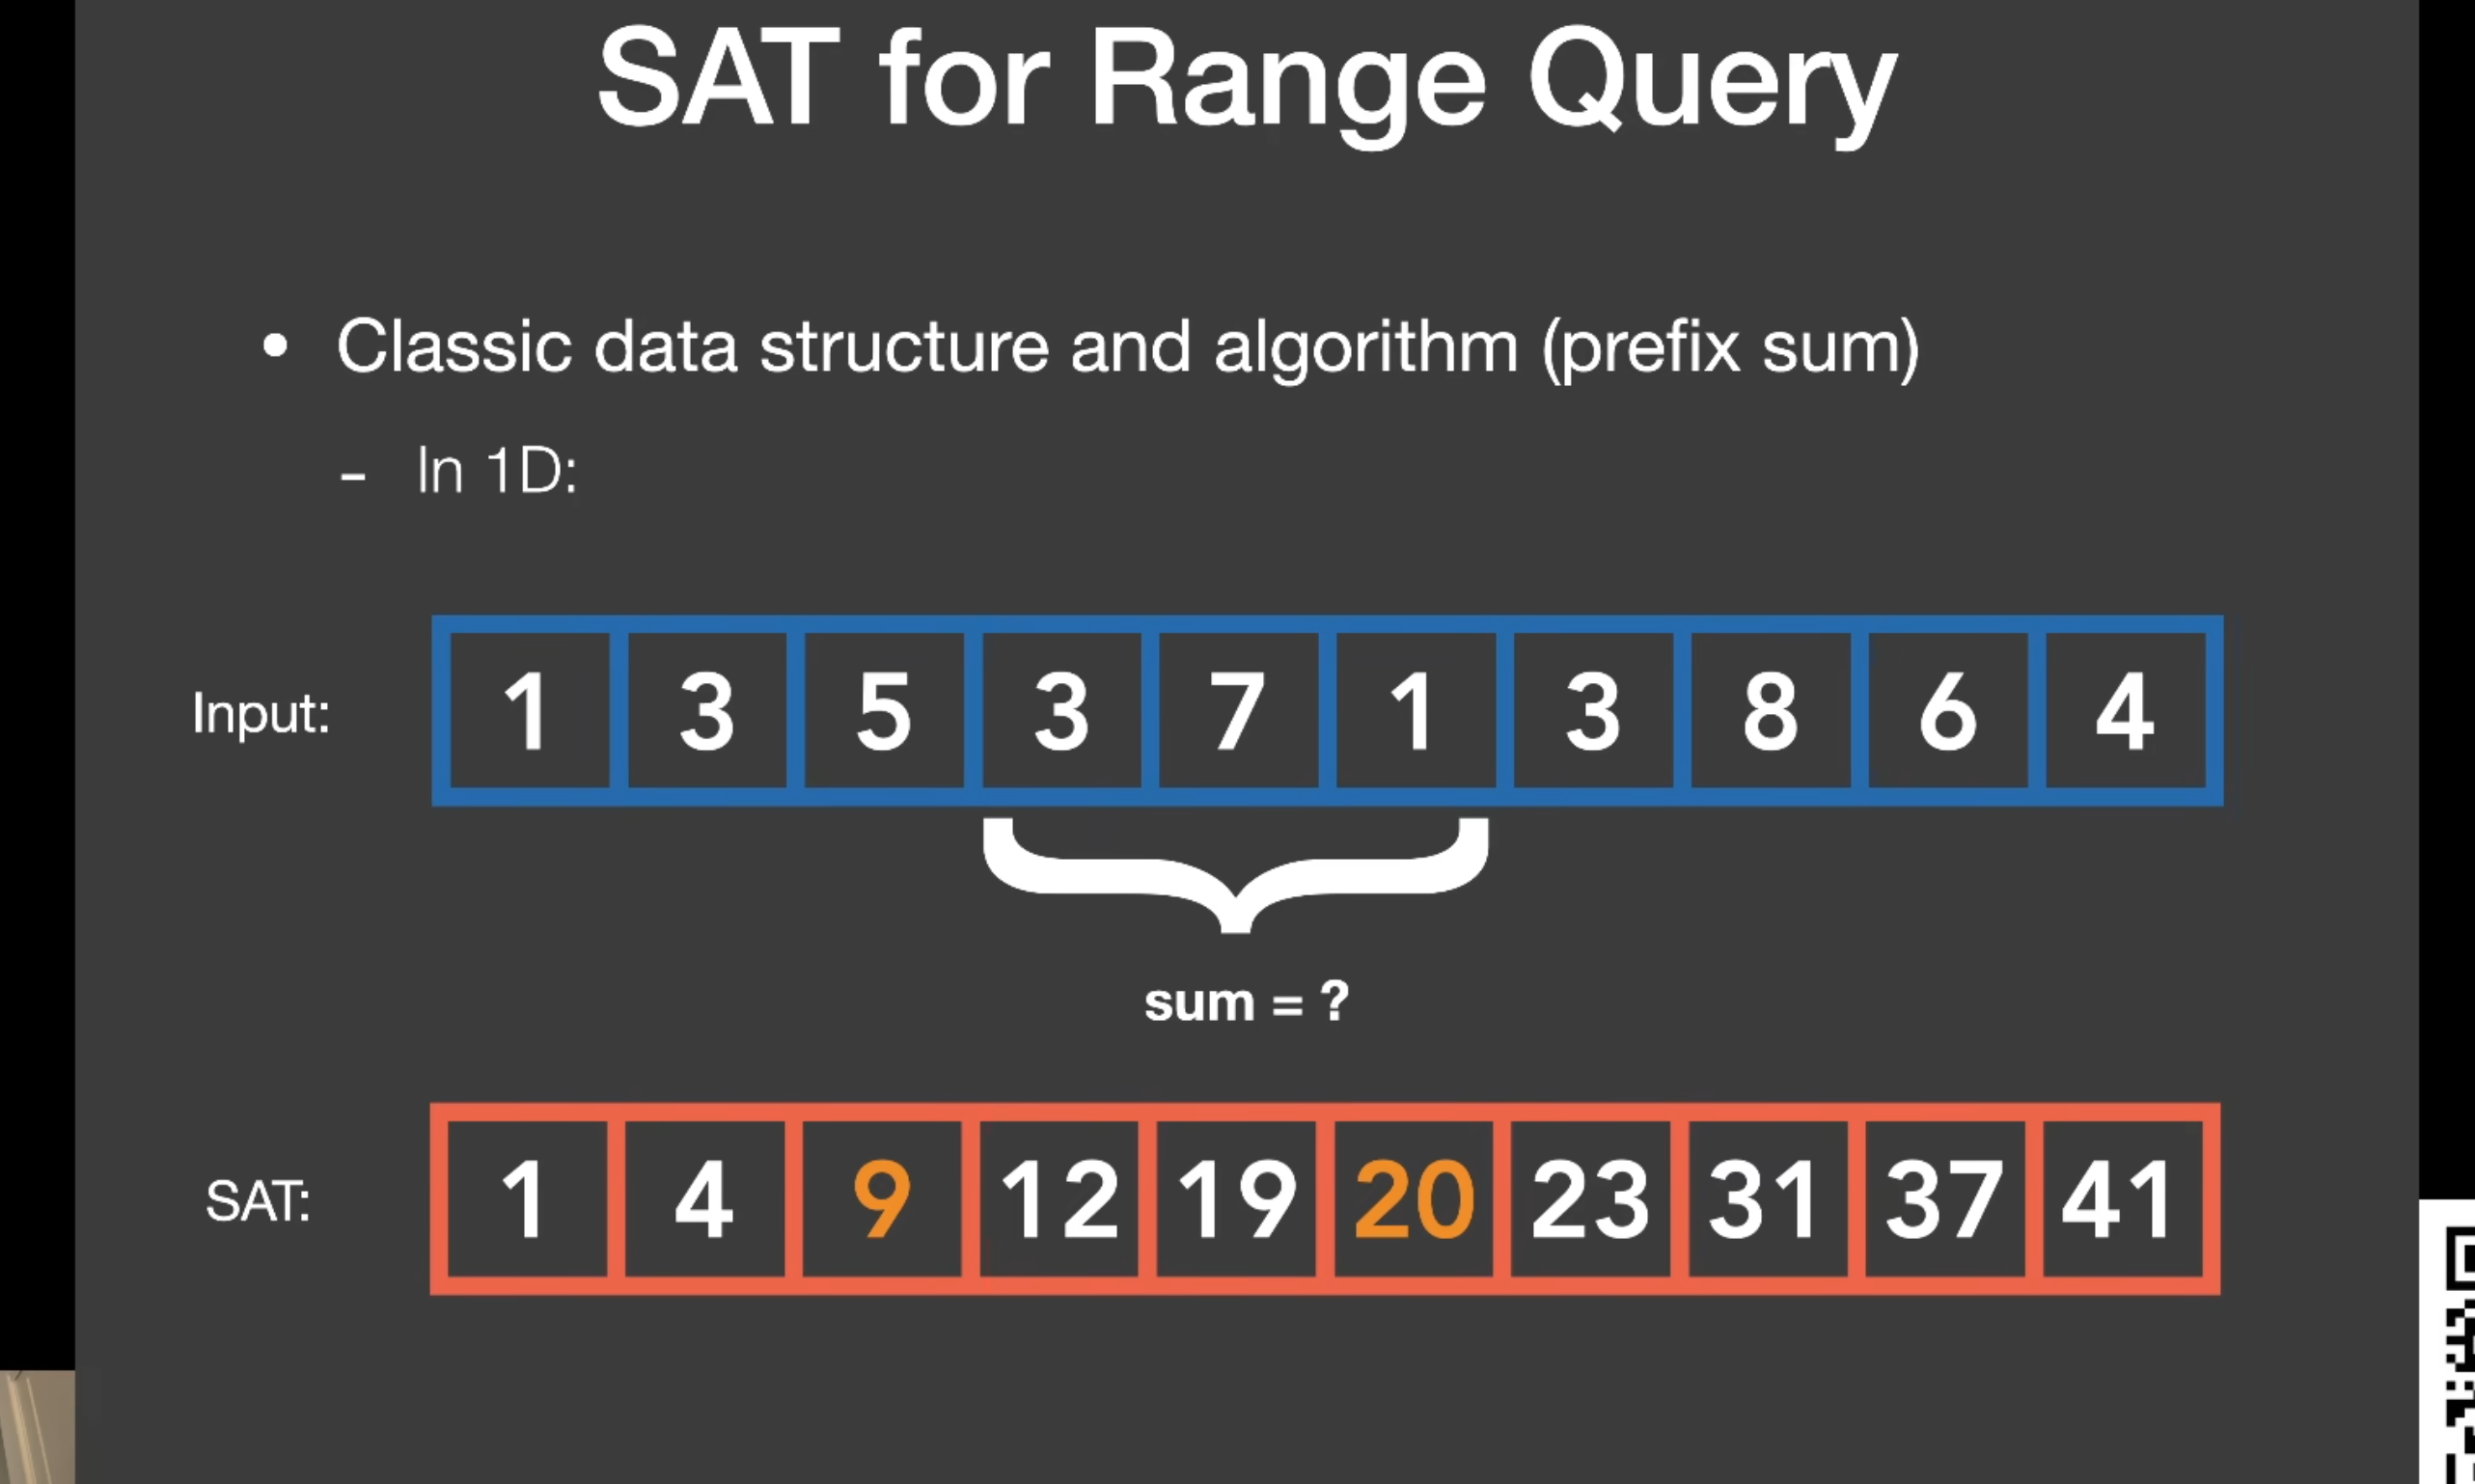 SAT for Range Query
• Classic data structure and algorithm (prefix sum)
- In 1D:
Input: 1 3 5 3 7 1 3 8 6 4
sum = ?
SAT: 1 4 9 12 19 20 23 31 37 41